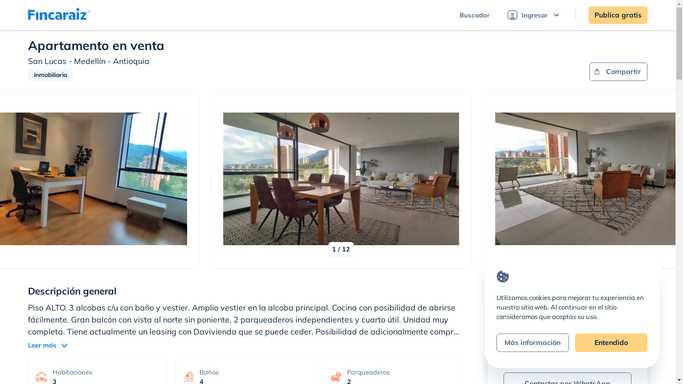 Fincaraiz
Buscador
Ingresar
Publica gratis
Apartamento en venta
San Lucas - Medellín - Antioquia
Inmobiliaria
Compartir
1 / 12
Descripción general
Piso ALTO. 3 alcobas c/u con baño y vestier. Amplio vestier en la alcoba principal. Cocina con posibilidad de abrirse
fácilmente. Gran balcón con vista al norte sin poniente, 2 parqueaderos independientes y cuarto útil. Unidad muy
completa. Tiene actualmente un leasing con Davivienda que se puede ceder. Posibilidad de adicionalmente compr...
Leer más
Habitaciones
3
Baños
4
Parqueaderos
2
Utilizamos cookies para mejorar tu experiencia en
nuestro sitio web. Al continuar en el sitio
consideramos que aceptas su uso.
Más información
Entendido
Contactar por WhatsApp